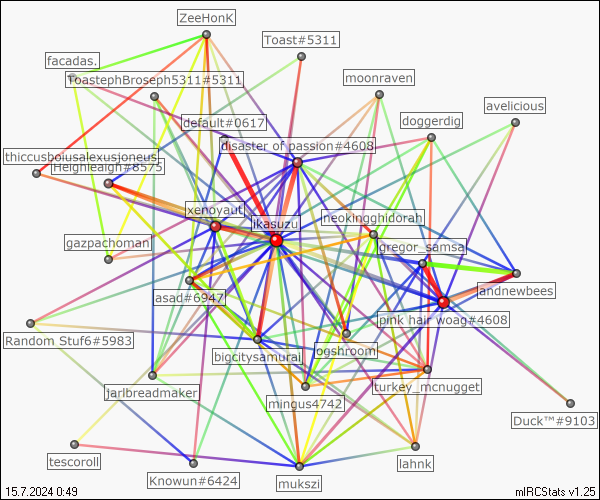 ZeeHonK
Toast#5311
facadas.
ToastephBroseph5311#5311
moonraven
avelicious
default#0617
doggerdig
disaster of passion#4608
thiccusboiusalexusjoneus
Heighleaigh#8575
xenoyaut
jkasuzu
neokingghidorah
gazpachoman
gregor_samsa
asad#6947
andnewbees
pink hair woag#4608
Random Stuf6#5983
bigcitysamurai
ogshroom
jarlbreadmaker
mingus4742
turkey_mcnugget
Duck™#9103
tescoroll
Knowun#6424
mukszi
lahnk
15.7.2024 0:49
mIRCStats v1.25